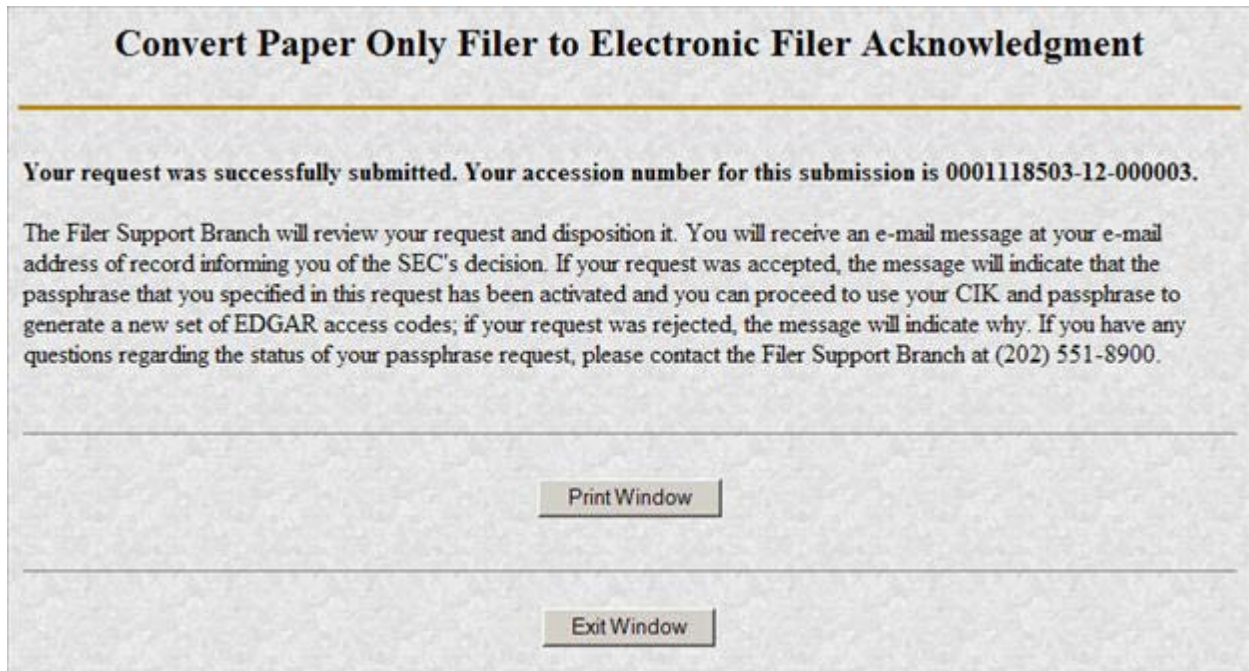 Convert Paper Only Filer to Electronic Filer Acknowledgment
Your request was successfully submitted. Your accession number for this submission is 0001118503-12-000003.
The Filer Support Branch will review your request and disposition it. You will receive an e-mail message at your e-mail
address of record informing you of the SEC's decision. If your request was accepted, the message will indicate that the
passphrase that you specified in this request has been activated and you can proceed to use your CIK and passphrase to
generate a new set of EDGAR access codes; if your request was rejected, the message will indicate why. If you have any
questions regarding the status of your passphrase request, please contact the Filer Support Branch at (202) 551-8900.
Print Window
Exit Window